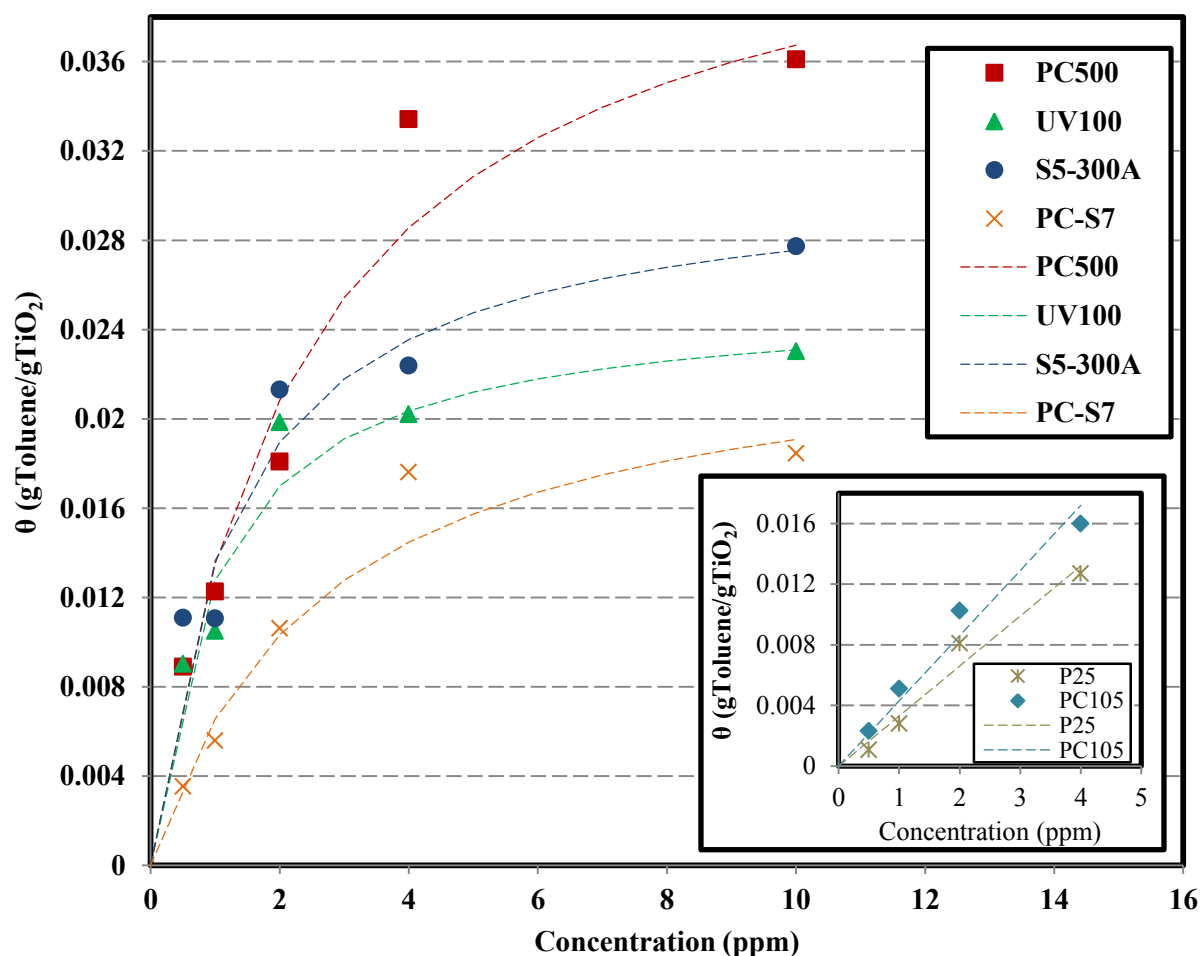 θ (gToluene/gTiO₂)
0.036
0.032
0.028
0.024
0.02
0.016
0.012
0.008
0.004
0
0 2 4 6 8 10 12 14 16
Concentration (ppm)
PC500
UV100
S5-300A
PC-S7
PC500
UV100
S5-300A
PC-S7
θ (gToluene/gTiO₂)
0.016
0.012
0.008
0.004
0
P25
PC105
P25
PC105
0 1 2 3 4 5
Concentration (ppm)